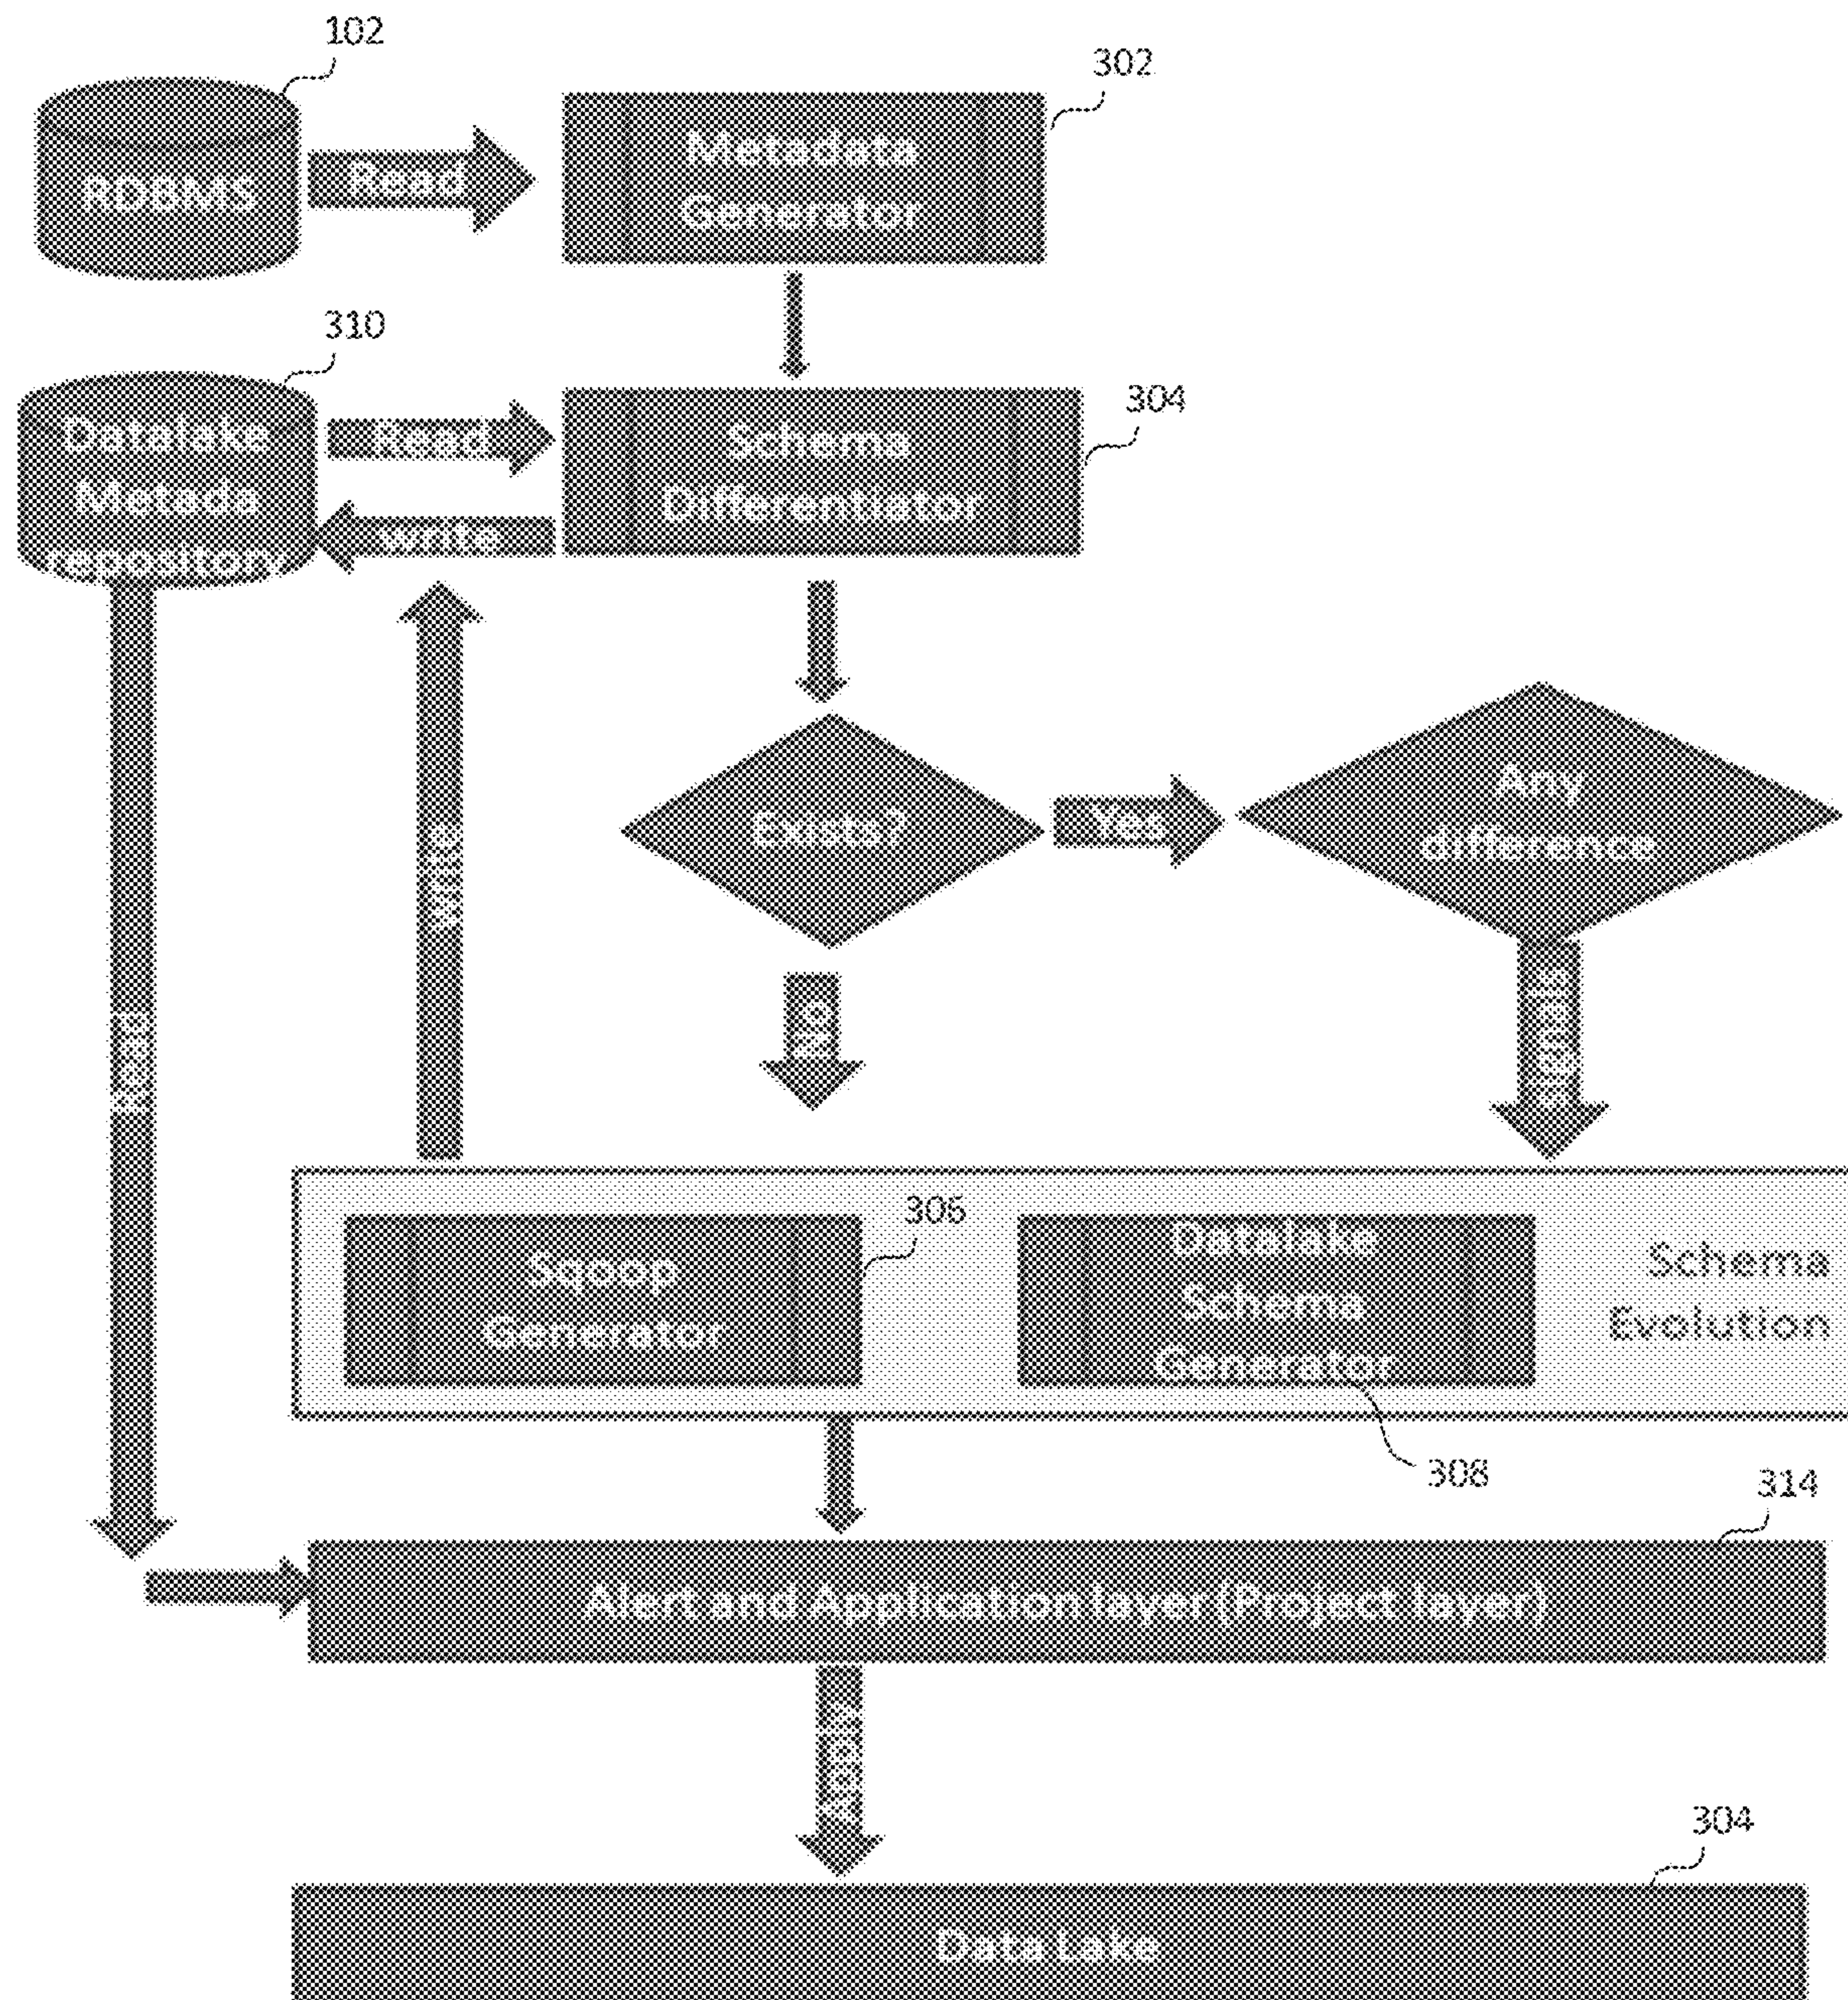 102
302
RDBMS
Read
Metadata
Generator
310
304
Datalake
Metada
repository
Read
write
Schema
Differentiator
Exists?
Yes
Any
difference
Read
write
No
306
Sqoop
Generator
Datalake
Schema
Generator
Schema
Evolution
308
314
Alert and Application layer(Project layer)
304
Data Lake